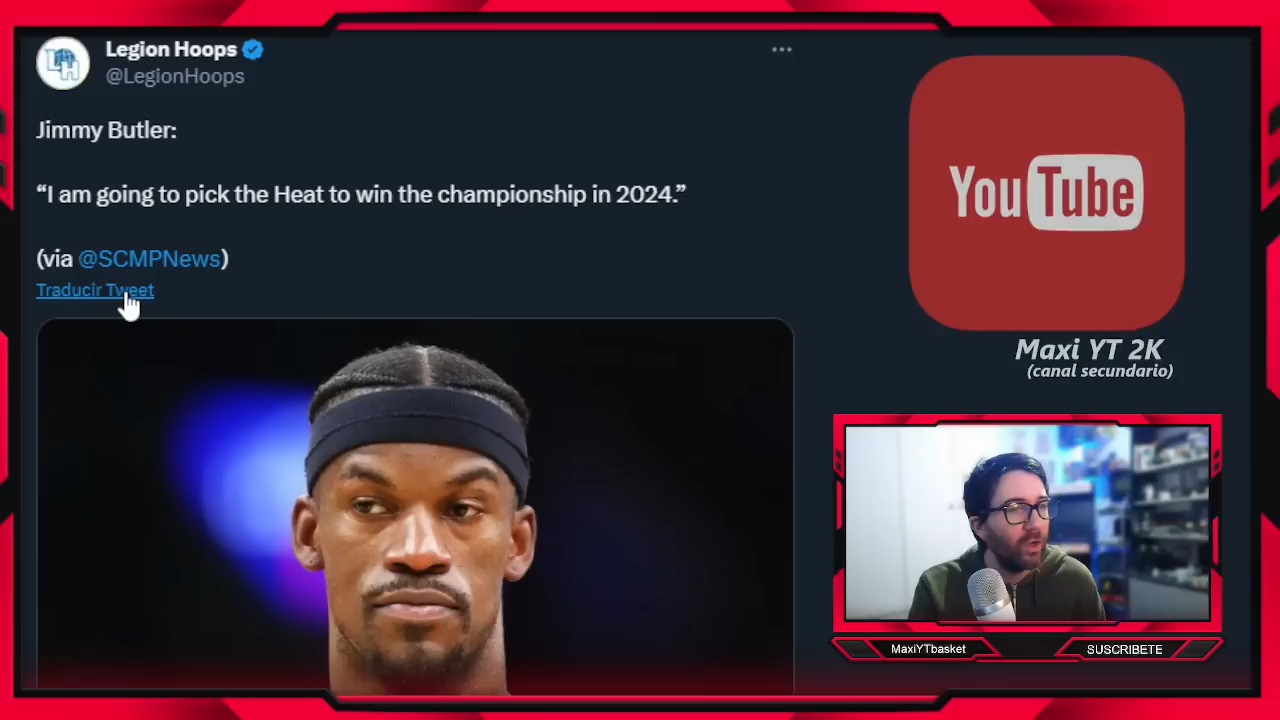 Legion Hoops
@LegionHoops
Jimmy Butler:
“I am going to pick the Heat to win the championship in 2024.”
(via @SCMPNews)
Traducir Tweet
YouTube
Maxi YT 2K
(canal secundario)
MaxiYTbasket
SUSCRIBETE